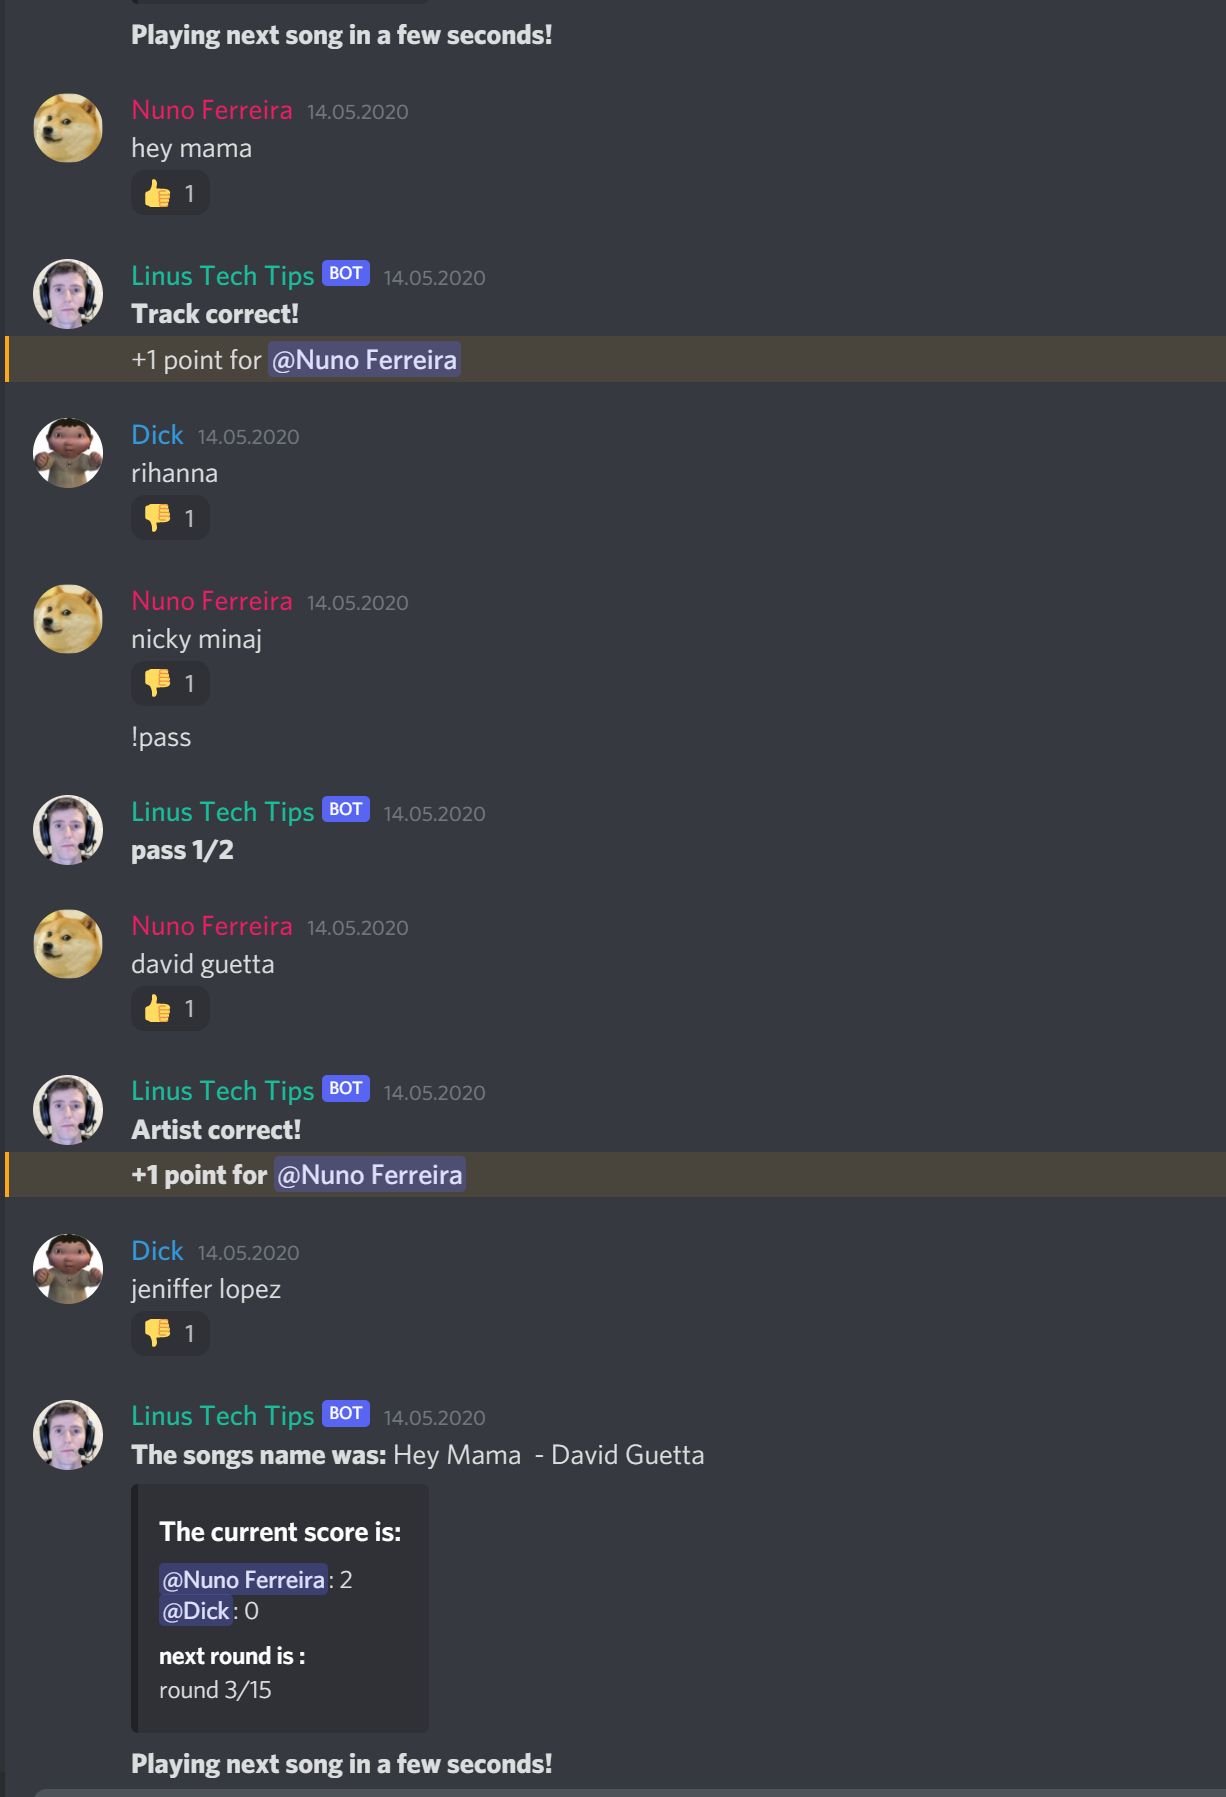 Playing next song in a few seconds!
Nuno Ferreira 14.05.2020
hey mama
1
Linus Tech Tips BOT 14.05.2020
Track correct!
+1 point for @Nuno Ferreira
Dick 14.05.2020
rihanna
1
Nuno Ferreira 14.05.2020
nicky minaj
1
!pass
Linus Tech Tips BOT 14.05.2020
pass 1/2
Nuno Ferreira 14.05.2020
david guetta
1
Linus Tech Tips BOT 14.05.2020
Artist correct!
+1 point for @Nuno Ferreira
Dick 14.05.2020
jeniffer lopez
1
Linus Tech Tips BOT 14.05.2020
The songs name was: Hey Mama - David Guetta
The current score is:
@Nuno Ferreira: 2
@Dick: 0
next round is :
round 3/15
Playing next song in a few seconds!